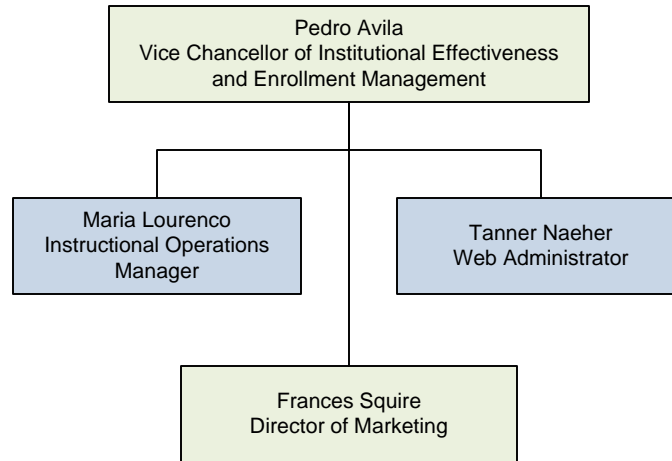 Pedro Avila
Vice Chancellor of Institutional Effectiveness
and Enrollment Management
Maria Lourenco
Instructional Operations
Manager
Tanner Naeher
Web Administrator
Frances Squire
Director of Marketing